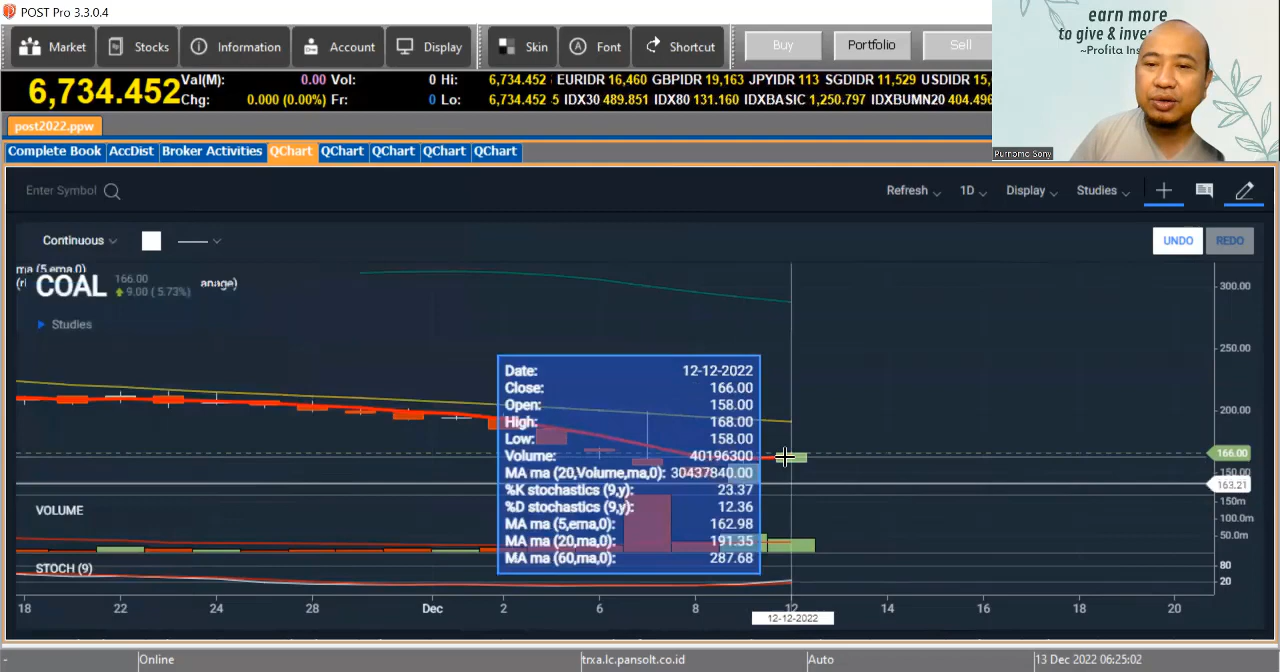 POST Pro 3.3.0.4
Market Stocks Information Account Display Skin Font Shortcut Buy Portfolio Sell
earn more
to give & inve
~Profita Ins
Purnomo Sony
6,734.452
Val(M): 0.00 Vol: 0 Hi: 6,734.452 EURIDR 16,460 GBPIDR 19,163 JPYIDR 113 SGDIDR 11,529 USDIDR 15,
Chg: 0.000 (0.00%) Fr: 0 Lo: 6,734.452 5 IDX30 489.851 IDX80 131.160 IDXBASIC 1,250.797 IDXBUMN20 404.496
post2022.ppw
Complete Book AccDist Broker Activities QChart QChart QChart QChart QChart
Enter Symbol Refresh 1D Display Studies
Continuous UNDO REDO
ma (5,ema,0)
COAL 166.00
9.00 ( 5.73%)
Studies
Date: 12-12-2022
Close: 166.00
Open: 158.00
High: 168.00
Low: 158.00
Volume: 40196300
MA ma (20,Volume,ma,0): 30437840.00
%K stochastics (9,y): 23.37
%D stochastics (9,y): 12.36
MA ma (5,ema,0): 162.98
MA ma (20,ma,0): 191.35
MA ma (60,ma,0): 287.68
300.00
250.00
200.00
166.00
150.00
163.21
150m
100.0m
50.0m
VOLUME
80
20
STOCH (9)
18 22 24 28 Dec 2 6 8 12 14 16 18 20
12-12-2022
- Online trxa.lc.pansolt.co.id Auto 13 Dec 2022 06:25:02